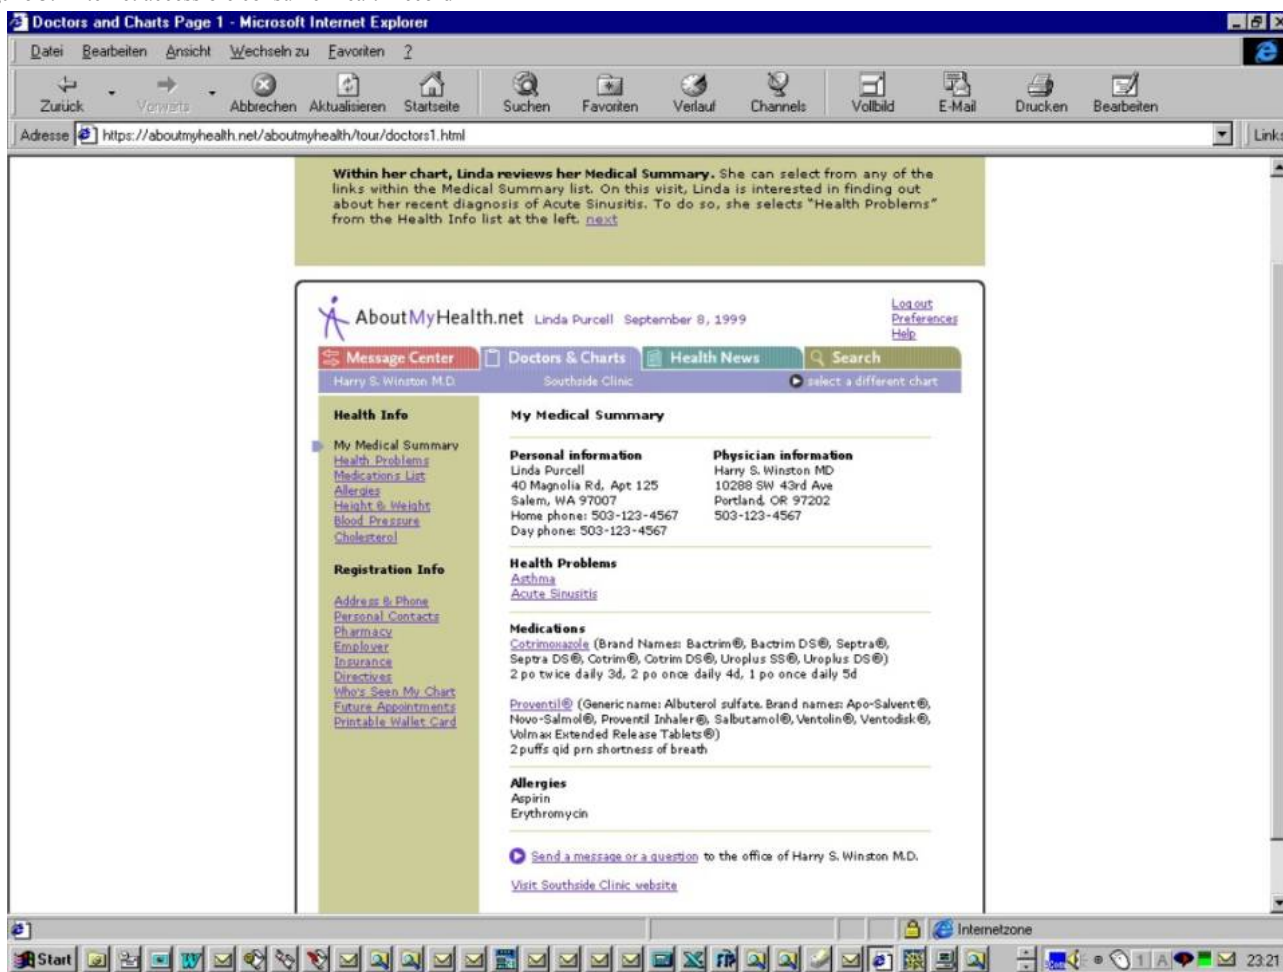 Doctors and Charts Page 1 - Microsoft Internet Explorer
Datei Bearbeiten Ansicht Wechseln zu Favoriten ?
Zurück Vorwärts Abbrechen Aktualisieren Startseite Suchen Favoriten Verlauf Channels Vollbild E-Mail Drucken Bearbeiten
Adresse https://aboutmyhealth.net/aboutmyhealth/tour/doctors1.html Links
Within her chart, Linda reviews her Medical Summary. She can select from any of the
links within the Medical Summary list. On this visit, Linda is interested in finding out
about her recent diagnosis of Acute Sinusitis. To do so, she selects "Health Problems"
from the Health Info list at the left. next
AboutMyHealth.net Linda Purcell September 8, 1999
Log out
Preferences
Help
Message Center Doctors & Charts Health News Search
Harry S. Winston M.D. Southside Clinic select a different chart
Health Info
My Medical Summary
Health Problems
Medications List
Allergies
Height & Weight
Blood Pressure
Cholesterol
Registration Info
Address & Phone
Personal Contacts
Pharmacy
Employer
Insurance
Directives
Who's Seen My Chart
Future Appointments
Printable Wallet Card
My Medical Summary
Personal information
Linda Purcell
40 Magnolia Rd, Apt 125
Salem, WA 97007
Home phone: 503-123-4567
Day phone: 503-123-4567
Physician information
Harry S. Winston MD
10288 SW 43rd Ave
Portland, OR 97202
503-123-4567
Health Problems
Asthma
Acute Sinusitis
Medications
Cotrimoxazole (Brand Names: Bactrim®, Bactrim DS®, Septra®,
Septra DS®, Cotrim®, Cotrim DS®, Uroplus SS®, Uroplus DS®)
2 po twice daily 3d, 2 po once daily 4d, 1 po once daily 5d
Proventil® (Generic name: Albuterol sulfate. Brand names: Apo-Salvent®,
Novo-Salmol®, Proventil Inhaler®, Salbutamol®, Ventolin®, Ventodisk®,
Volmax Extended Release Tablets®)
2 puffs qid prn shortness of breath
Allergies
Aspirin
Erythromycin
Send a message or a question to the office of Harry S. Winston M.D.
Visit Southside Clinic website
Internetzone
Start 23:21